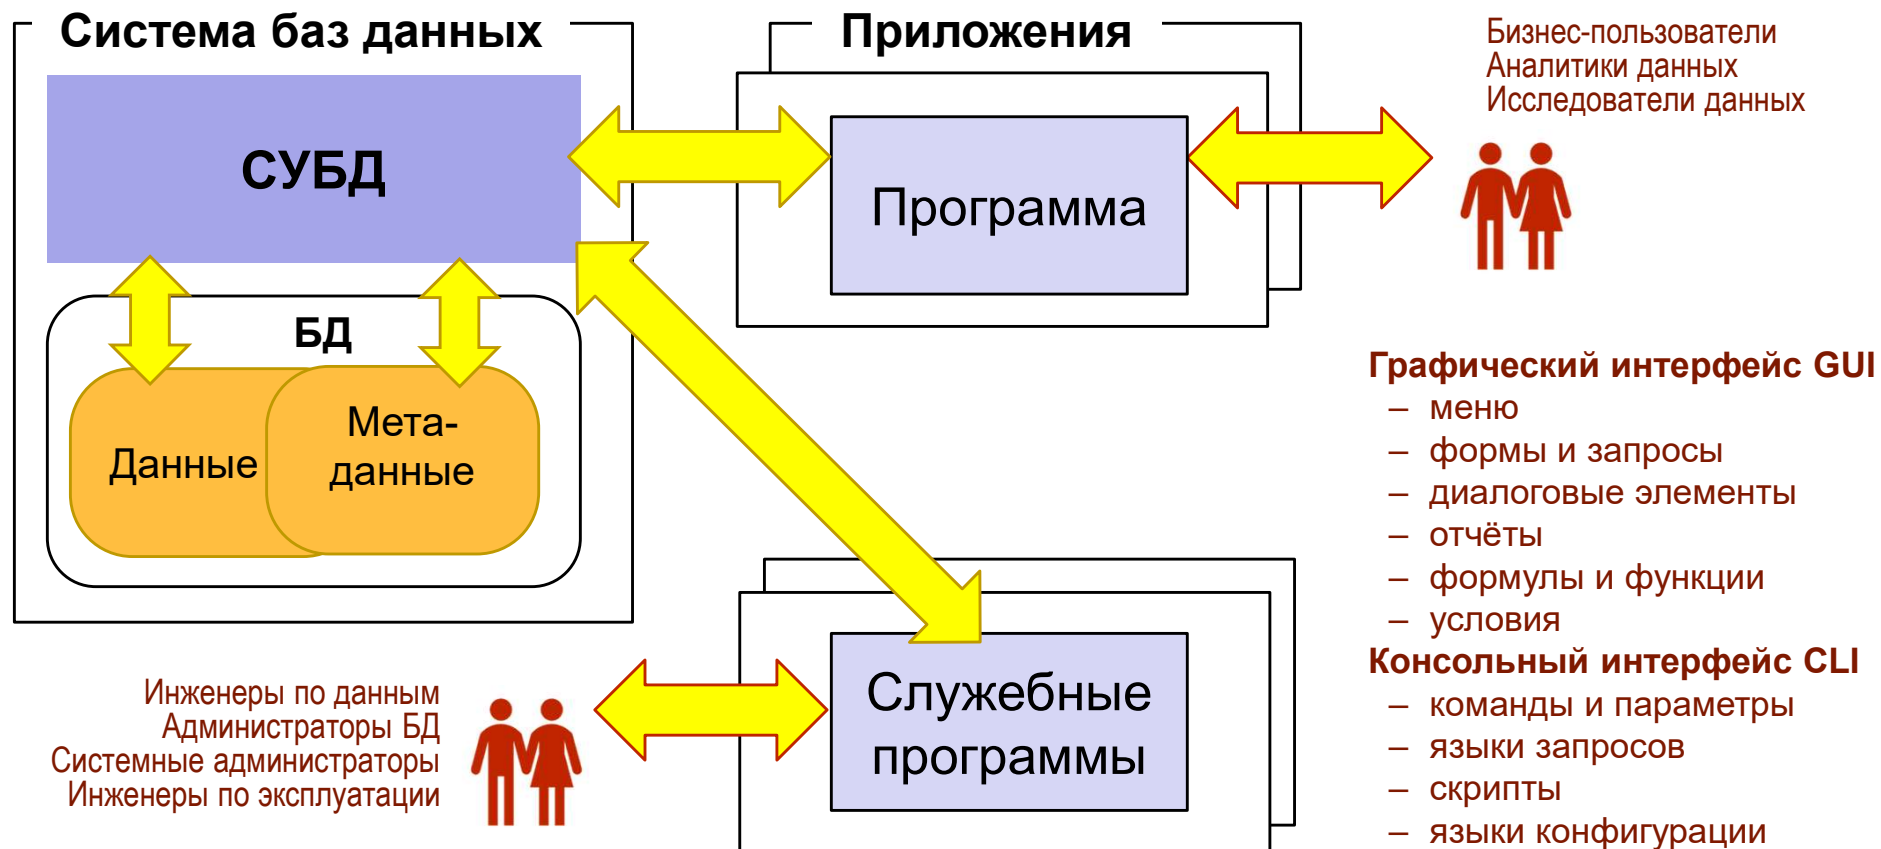 Система баз данных
СУБД
БД
Данные
Мета-
данные
Приложения
Программа
Бизнес-пользователи
Аналитики данных
Исследователи данных
Служебные
программы
Инженеры по данным
Администраторы БД
Системные администраторы
Инженеры по эксплуатации
Графический интерфейс GUI
– меню
– формы и запросы
– диалоговые элементы
– отчёты
– формулы и функции
– условия
Консольный интерфейс CLI
– команды и параметры
– языки запросов
– скрипты
– языки конфигурации